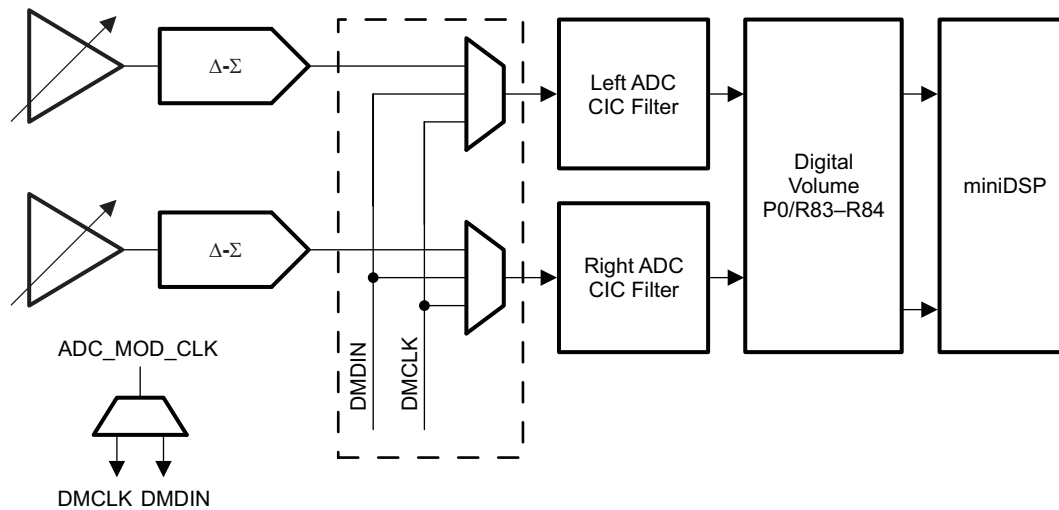 Δ-Σ
Left ADC
CIC Filter
Digital
Volume
P0/R83–R84
miniDSP
Δ-Σ
Right ADC
CIC Filter
DMDIN
DMCLK
ADC_MOD_CLK
DMCLK DMDIN